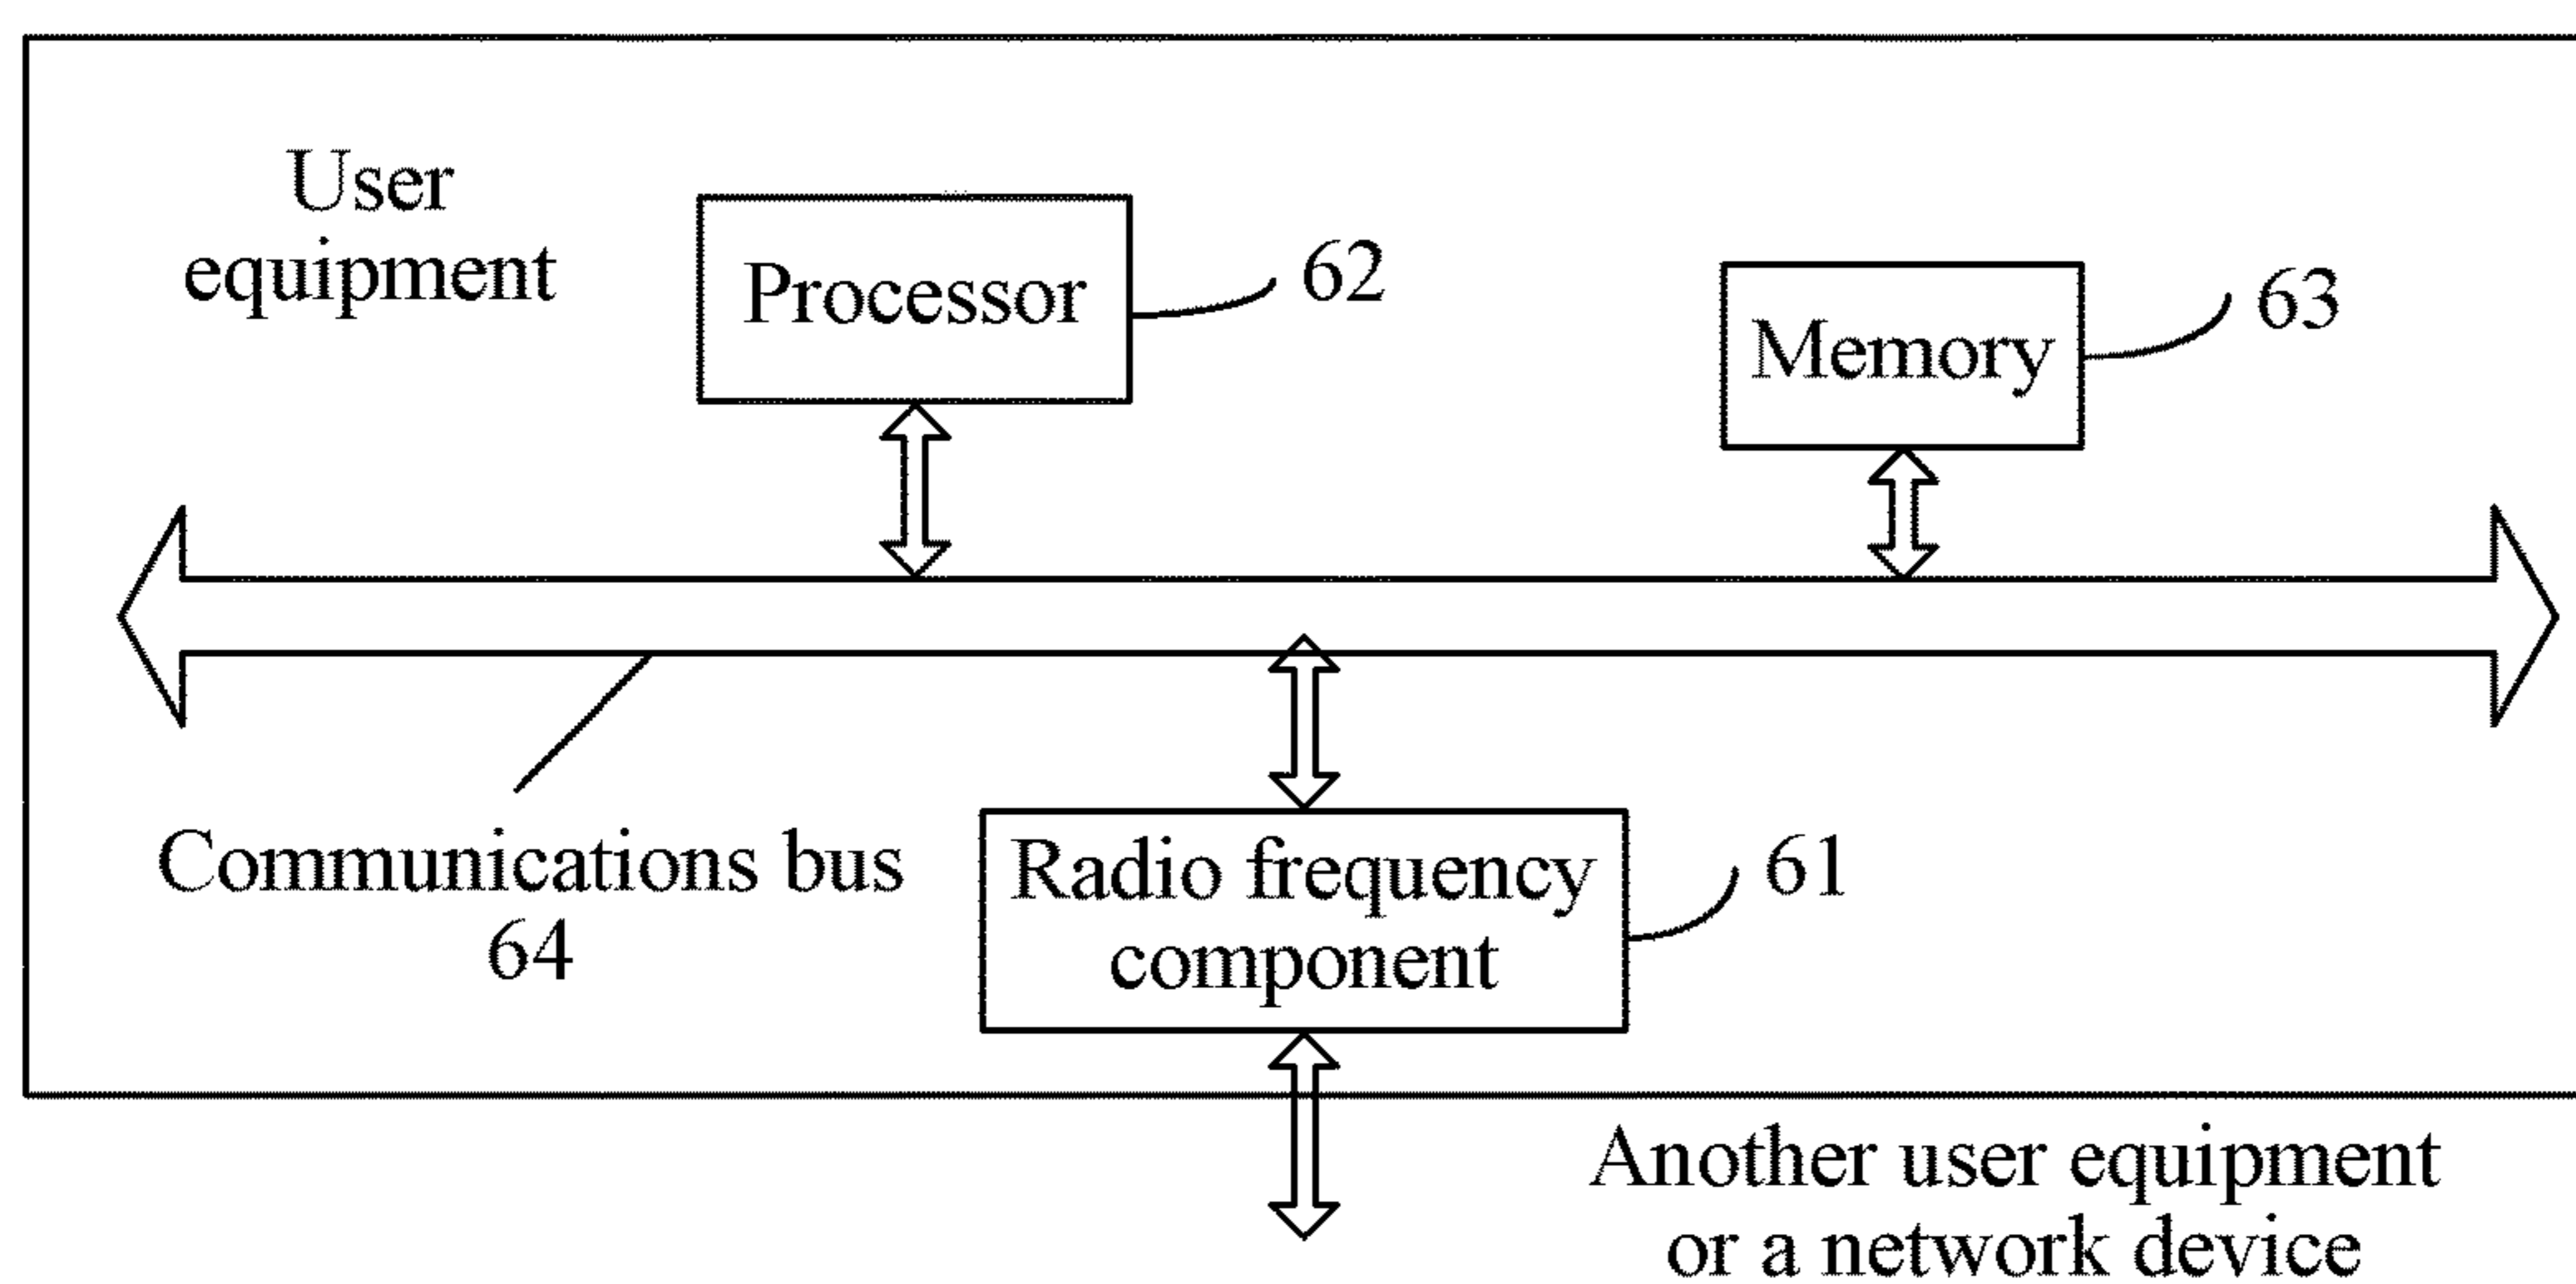 User
equipment
Processor
62
Memory
63
Communications bus
64
Radio frequency
component
61
Another user equipment
or a network device